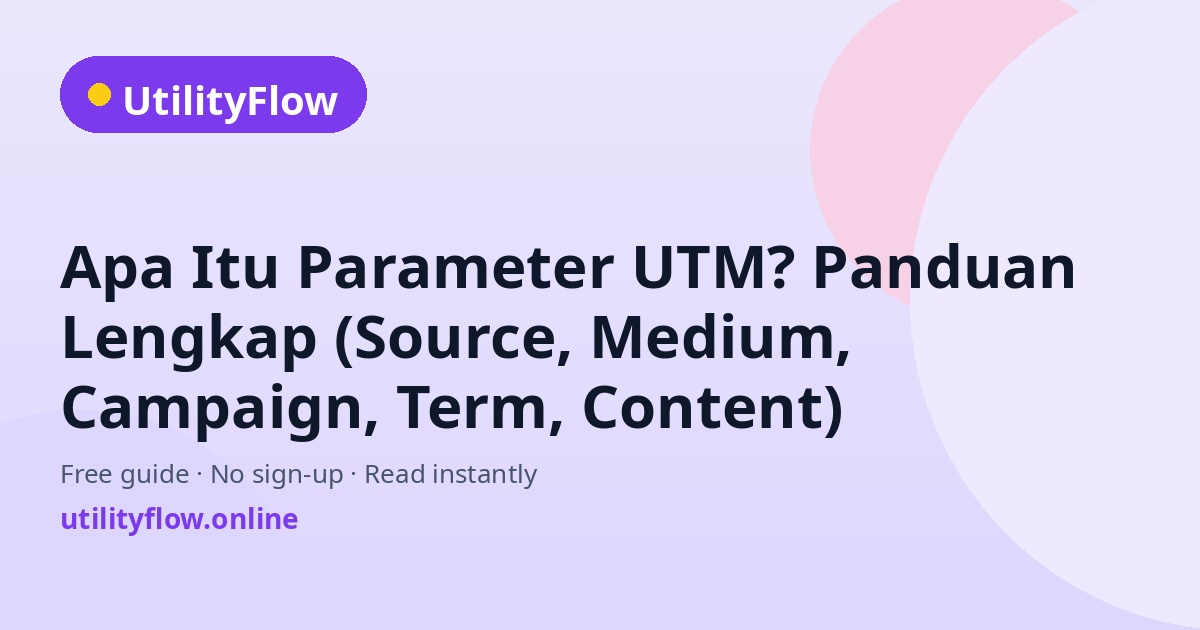 UtilityFlow
Apa Itu Parameter UTM? Panduan
Lengkap (Source, Medium,
Campaign, Term, Content)
Free guide · No sign-up · Read instantly
utilityflow.online